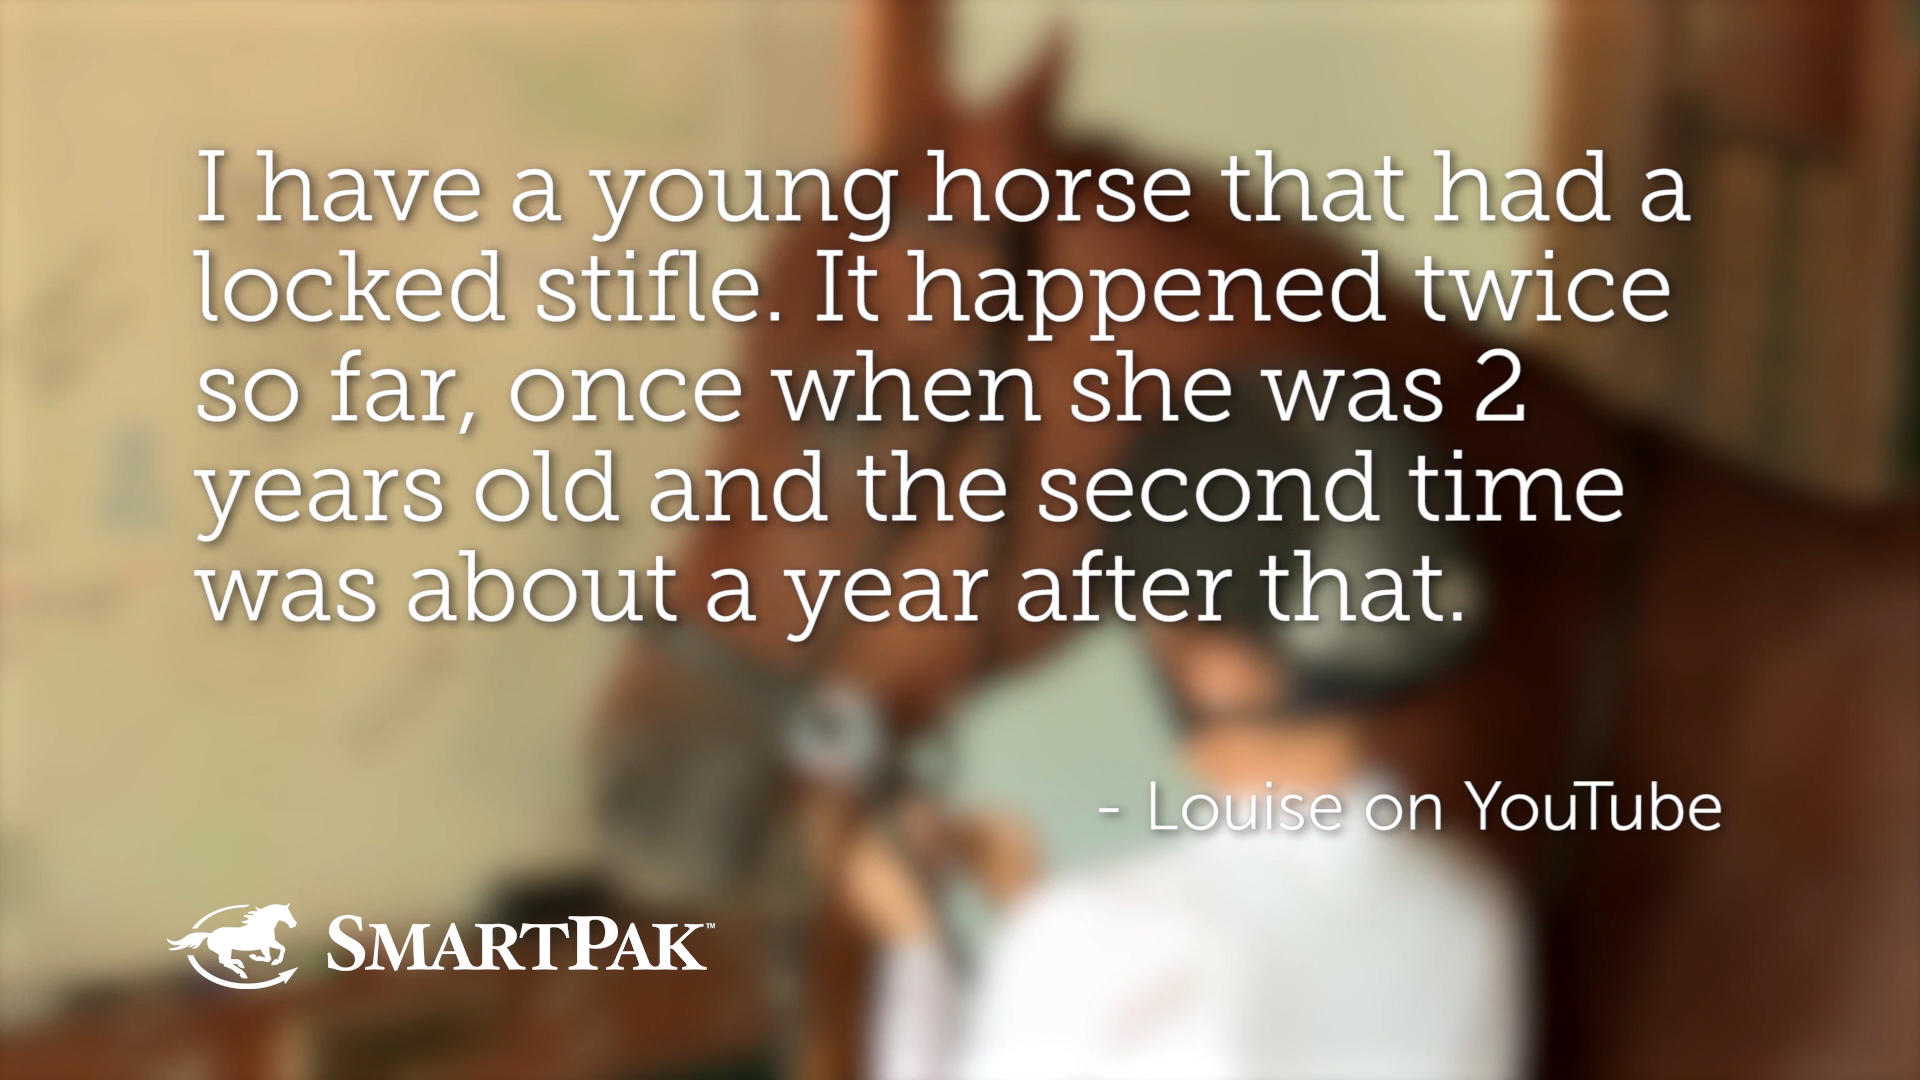 I have a young horse that had a
locked stifle. It happened twice
so far, once when she was 2
years old and the second time
was about a year after that.
- Louise on YouTube
SMARTPAK™